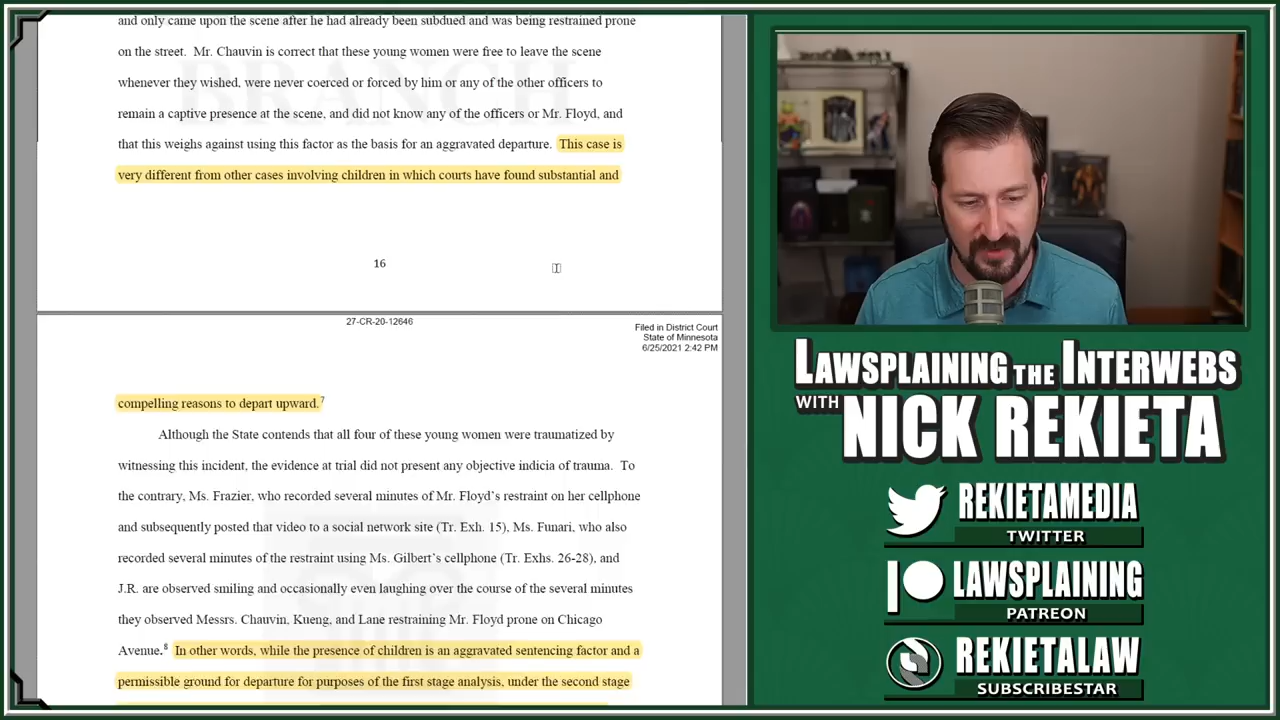 and only came upon the scene after he had already been subdued and was being restrained prone
on the street. Mr. Chauvin is correct that these young women were free to leave the scene
whenever they wished, were never coerced or forced by him or any of the other officers to
remain a captive presence at the scene, and did not know any of the officers or Mr. Floyd, and
that this weighs against using this factor as the basis for an aggravated departure. This case is
very different from other cases involving children in which courts have found substantial and
16
27-CR-20-12646
Filed in District Court
State of Minnesota
6/25/2021 2:42 PM
compelling reasons to depart upward.7
Although the State contends that all four of these young women were traumatized by
witnessing this incident, the evidence at trial did not present any objective indicia of trauma. To
the contrary, Ms. Frazier, who recorded several minutes of Mr. Floyd's restraint on her cellphone
and subsequently posted that video to a social network site (Tr. Exh. 15), Ms. Funari, who also
recorded several minutes of the restraint using Ms. Gilbert's cellphone (Tr. Exhs. 26-28), and
J.R. are observed smiling and occasionally even laughing over the course of the several minutes
they observed Messrs. Chauvin, Kueng, and Lane restraining Mr. Floyd prone on Chicago
Avenue.8 In other words, while the presence of children is an aggravated sentencing factor and a
permissible ground for departure for purposes of the first stage analysis, under the second stage
BRANCH
LAWSPLAINING THE INTERWEBS
WITH NICK REKIETA
REKIETAMEDIA
TWITTER
LAWSPLAINING
PATREON
REKIETALAW
SUBSCRIBESTAR